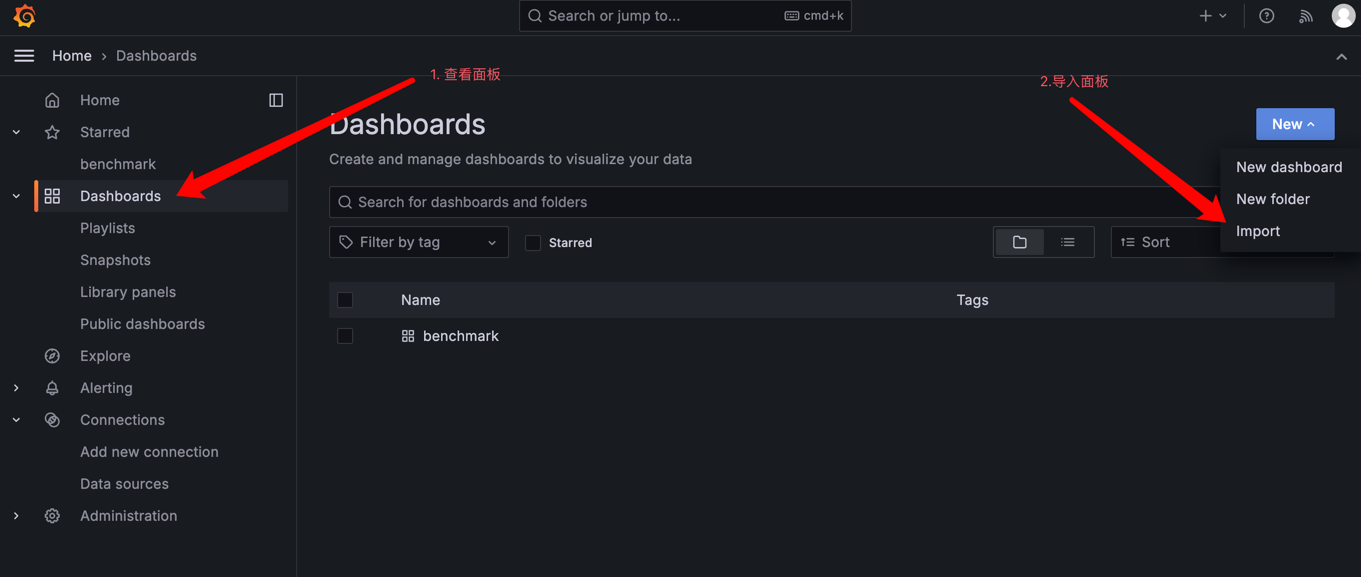 Search or jump to...
cmd+k
Home › Dashboards
1. 查看面板
2.导入面板
Home
Starred
benchmark
Dashboards
Playlists
Snapshots
Library panels
Public dashboards
Explore
Alerting
Connections
Add new connection
Data sources
Administration
Dashboards
Create and manage dashboards to visualize your data
New
New dashboard
New folder
Import
Search for dashboards and folders
Filter by tag
Starred
Sort
Name Tags
benchmark